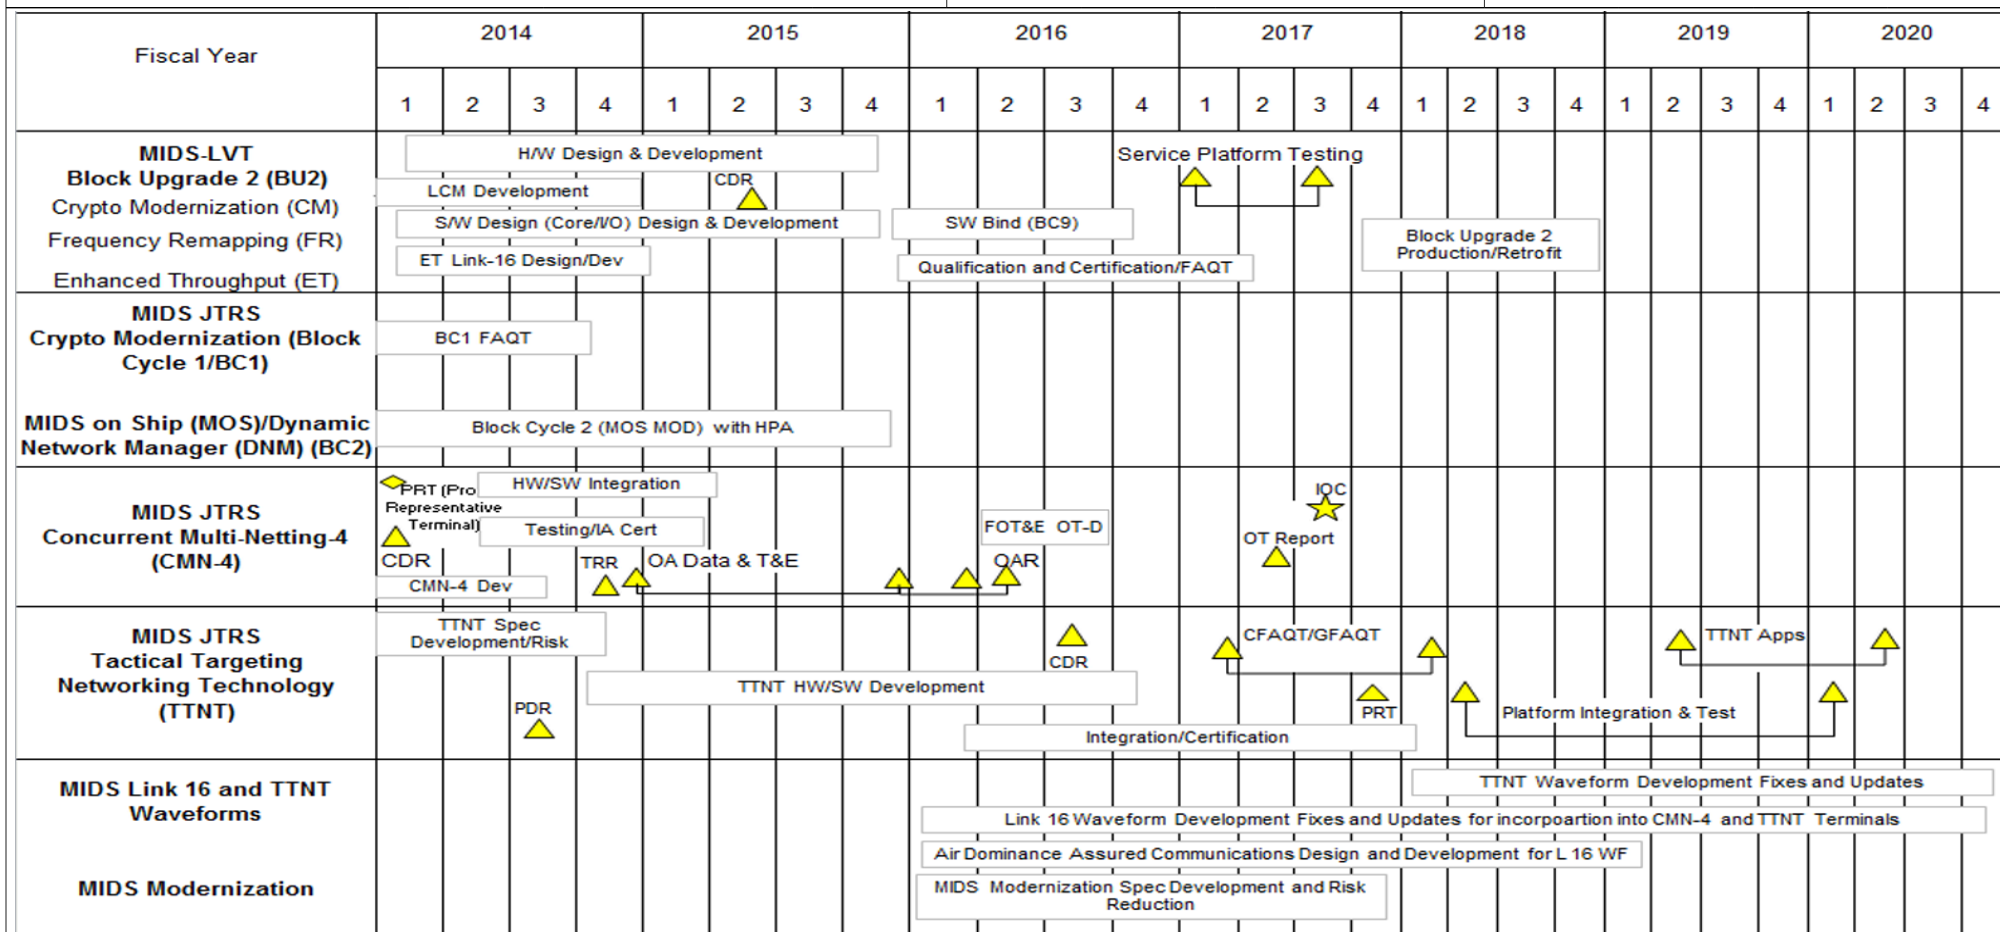 Fiscal Year
2014 2015 2016 2017 2018 2019 2020
1 2 3 4 1 2 3 4 1 2 3 4 1 2 3 4 1 2 3 4 1 2 3 4 1 2 3 4
MIDS-LVT
Block Upgrade 2 (BU2)
Crypto Modernization (CM)
Frequency Remapping (FR)
Enhanced Throughput (ET)
H/W Design & Development
LCM Development
CDR
S/W Design (Core/I/O) Design & Development
ET Link-16 Design/Dev
SW Bind (BC9)
Qualification and Certification/FAQT
Service Platform Testing
Block Upgrade 2
Production/Retrofit
MIDS JTRS
Crypto Modernization (Block
Cycle 1/BC1)
BC1 FAQT
MIDS on Ship (MOS)/Dynamic
Network Manager (DNM) (BC2)
Block Cycle 2 (MOS MOD) with HPA
MIDS JTRS
Concurrent Multi-Netting-4
(CMN-4)
PRT (Pro
Representative
Terminal)
HW/SW Integration
Testing/IA Cert
CDR
CMN-4 Dev
TRR
OA Data & T&E
FOT&E OT-D
OAR
OT Report
IOC
MIDS JTRS
Tactical Targeting
Networking Technology
(TTNT)
TTNT Spec
Development/Risk
PDR
TTNT HW/SW Development
CDR
Integration/Certification
CFAQT/GFAQT
PRT
Platform Integration & Test
TTNT Apps
MIDS Link 16 and TTNT
Waveforms
TTNT Waveform Development Fixes and Updates
Link 16 Waveform Development Fixes and Updates for incorpoartion into CMN-4 and TTNT Terminals
Air Dominance Assured Communications Design and Development for L 16 WF
MIDS Modernization
MIDS Modernization Spec Development and Risk
Reduction